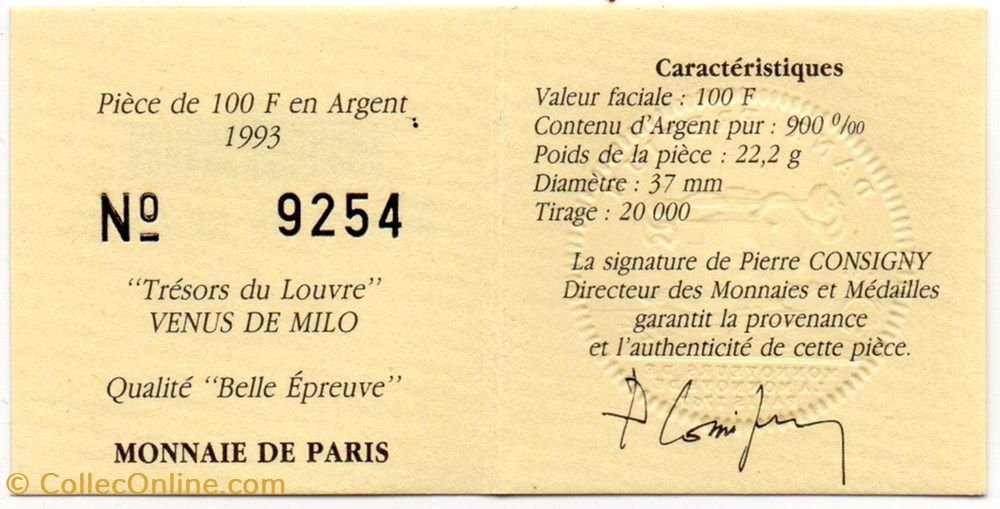 Pièce de 100 F en Argent
1993
Nº 9254
"Trésors du Louvre"
VENUS DE MILO
Qualité "Belle Épreuve"
MONNAIE DE PARIS
© CollecOnline.com
Caractéristiques
Valeur faciale : 100 F
Contenu d'Argent pur : 900 ‰
Poids de la pièce : 22,2 g
Diamètre : 37 mm
Tirage : 20 000
La signature de Pierre CONSIGNY
Directeur des Monnaies et Médailles
garantit la provenance
et l'authenticité de cette pièce.